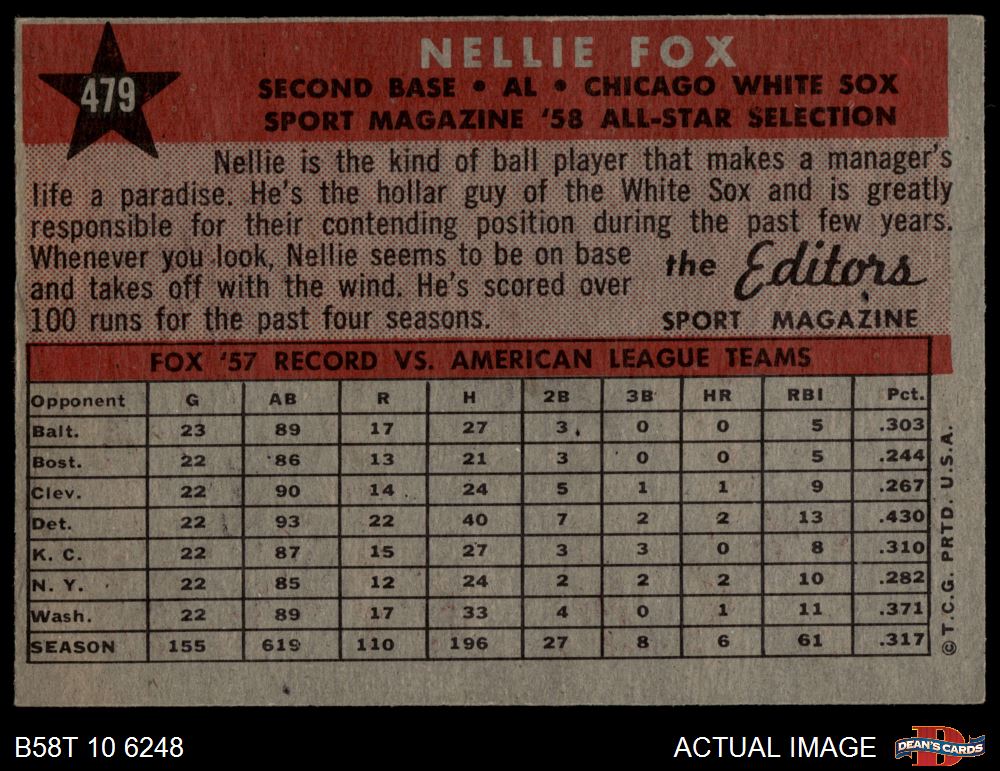 479
NELLIE FOX
SECOND BASE • AL • CHICAGO WHITE SOX
SPORT MAGAZINE '58 ALL-STAR SELECTION
Nellie is the kind of ball player that makes a manager's
life a paradise. He's the hollar guy of the White Sox and is greatly
responsible for their contending position during the past few years.
Whenever you look, Nellie seems to be on base
and takes off with the wind. He's scored over
100 runs for the past four seasons.
the Editors
SPORT MAGAZINE
FOX '57 RECORD VS. AMERICAN LEAGUE TEAMS
Opponent G AB R H 2B 3B HR RBI Pct.
Balt. 23 89 17 27 3 0 0 5 .303
Bost. 22 86 13 21 3 0 0 5 .244
Clev. 22 90 14 24 5 1 1 9 .267
Det. 22 93 22 40 7 2 2 13 .430
K. C. 22 87 15 27 3 3 0 8 .310
N. Y. 22 85 12 24 2 2 2 10 .282
Wash. 22 89 17 33 4 0 1 11 .371
SEASON 155 619 110 196 27 8 6 61 .317
© T.C.G. PRTD. U.S.A.
B58T 10 6248
ACTUAL IMAGE
DEAN'S CARDS